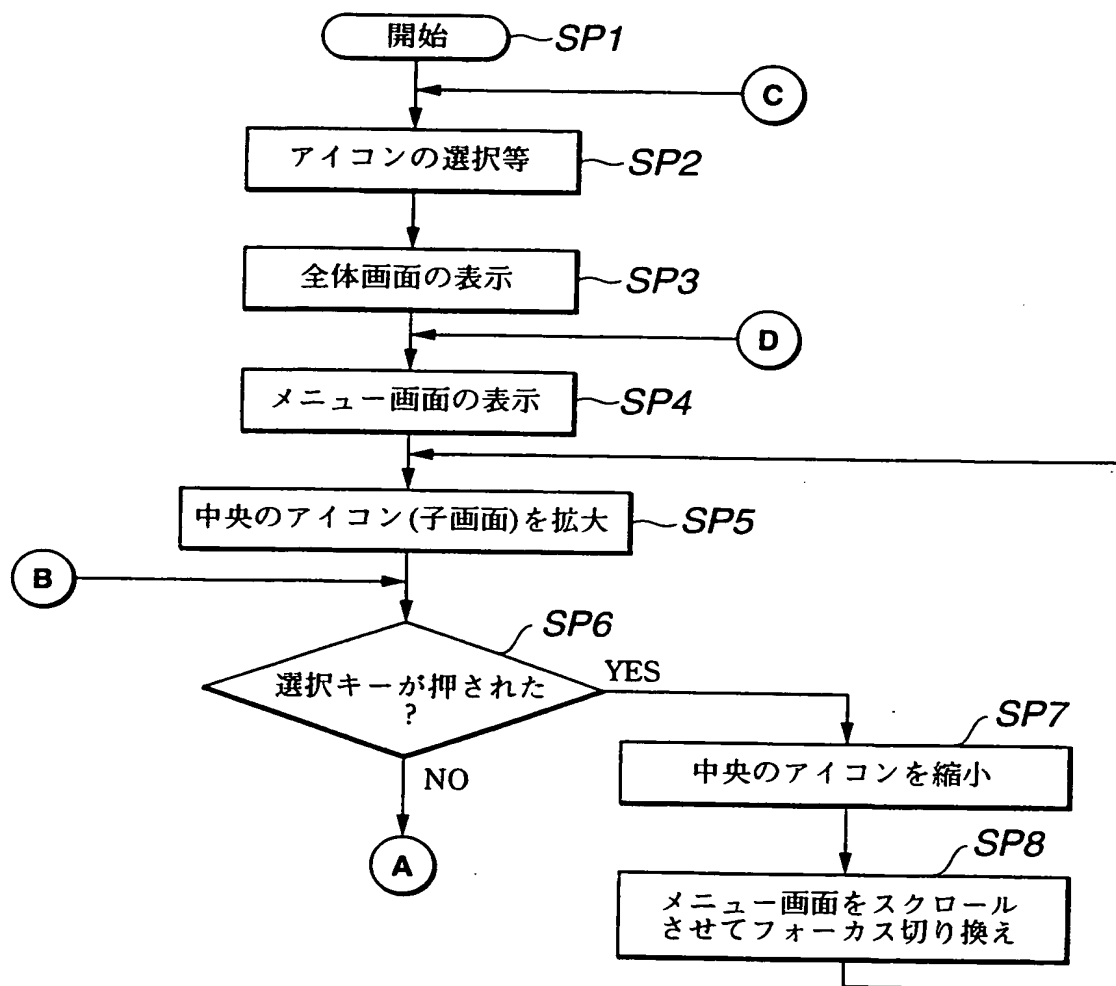 開始
SP1
C
アイコンの選択等
SP2
全体画面の表示
SP3
D
メニュー画面の表示
SP4
中央のアイコン(子画面)を拡大
SP5
B
SP6
選択キーが押された
?
YES
NO
A
SP7
中央のアイコンを縮小
SP8
メニュー画面をスクロール
させてフォーカス切り換え